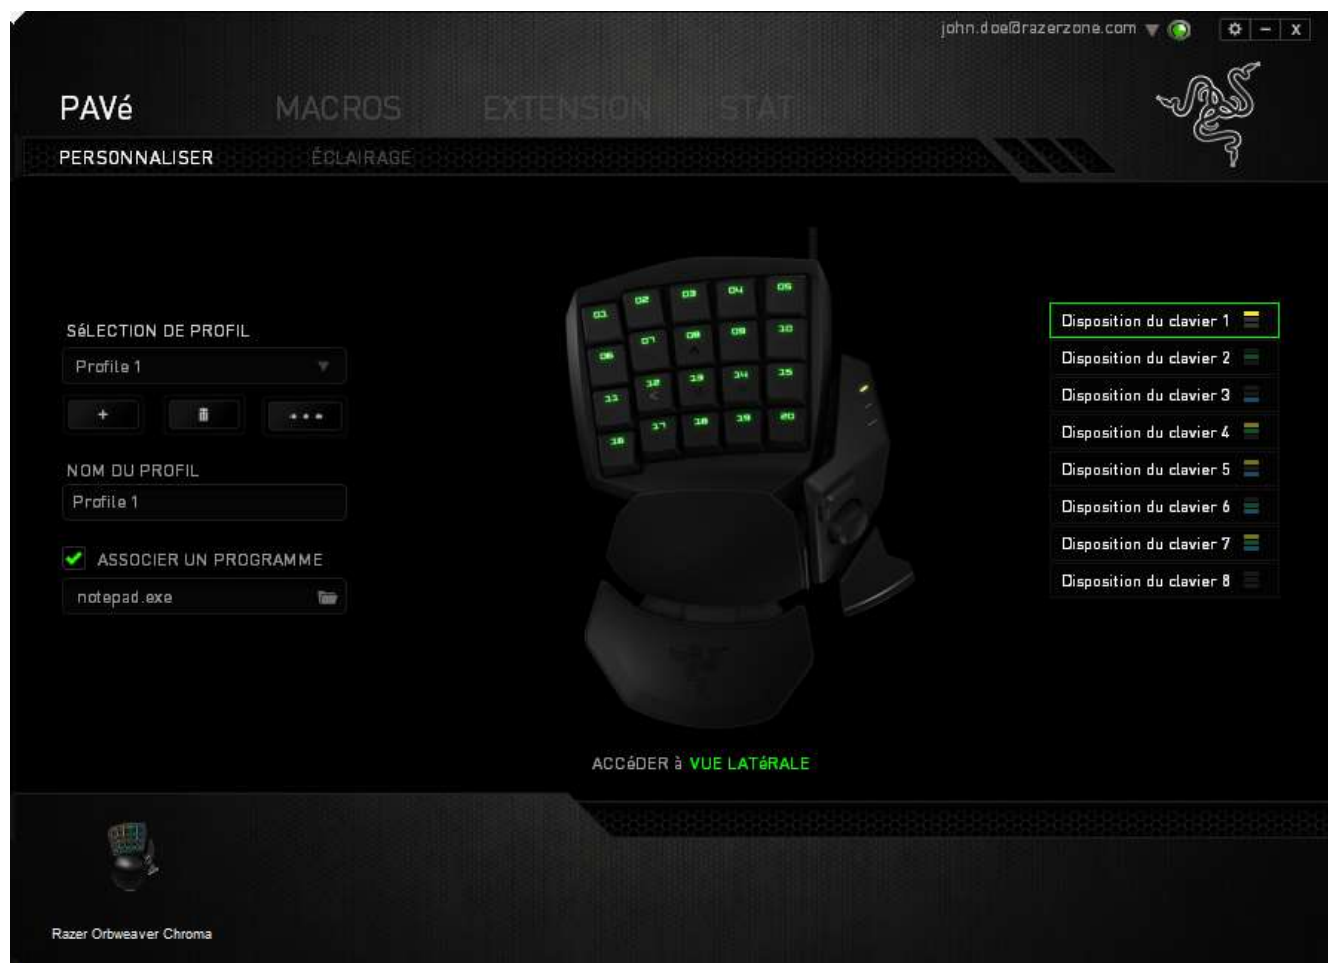 john.doe@razerzone.com
PAVé MACROS EXTENSION STAT
PERSONNALISER ÉCLAIRAGE
SéLECTION DE PROFIL
Profile 1
NOM DU PROFIL
Profile 1
ASSOCIER UN PROGRAMME
notepad.exe
01 02 03 04 05
06 07 08 09 10
11 12 13 14 15
16 17 18 19 20
Disposition du clavier 1
Disposition du clavier 2
Disposition du clavier 3
Disposition du clavier 4
Disposition du clavier 5
Disposition du clavier 6
Disposition du clavier 7
Disposition du clavier 8
ACCéDER à VUE LATéRALE
Razer Orbweaver Chroma